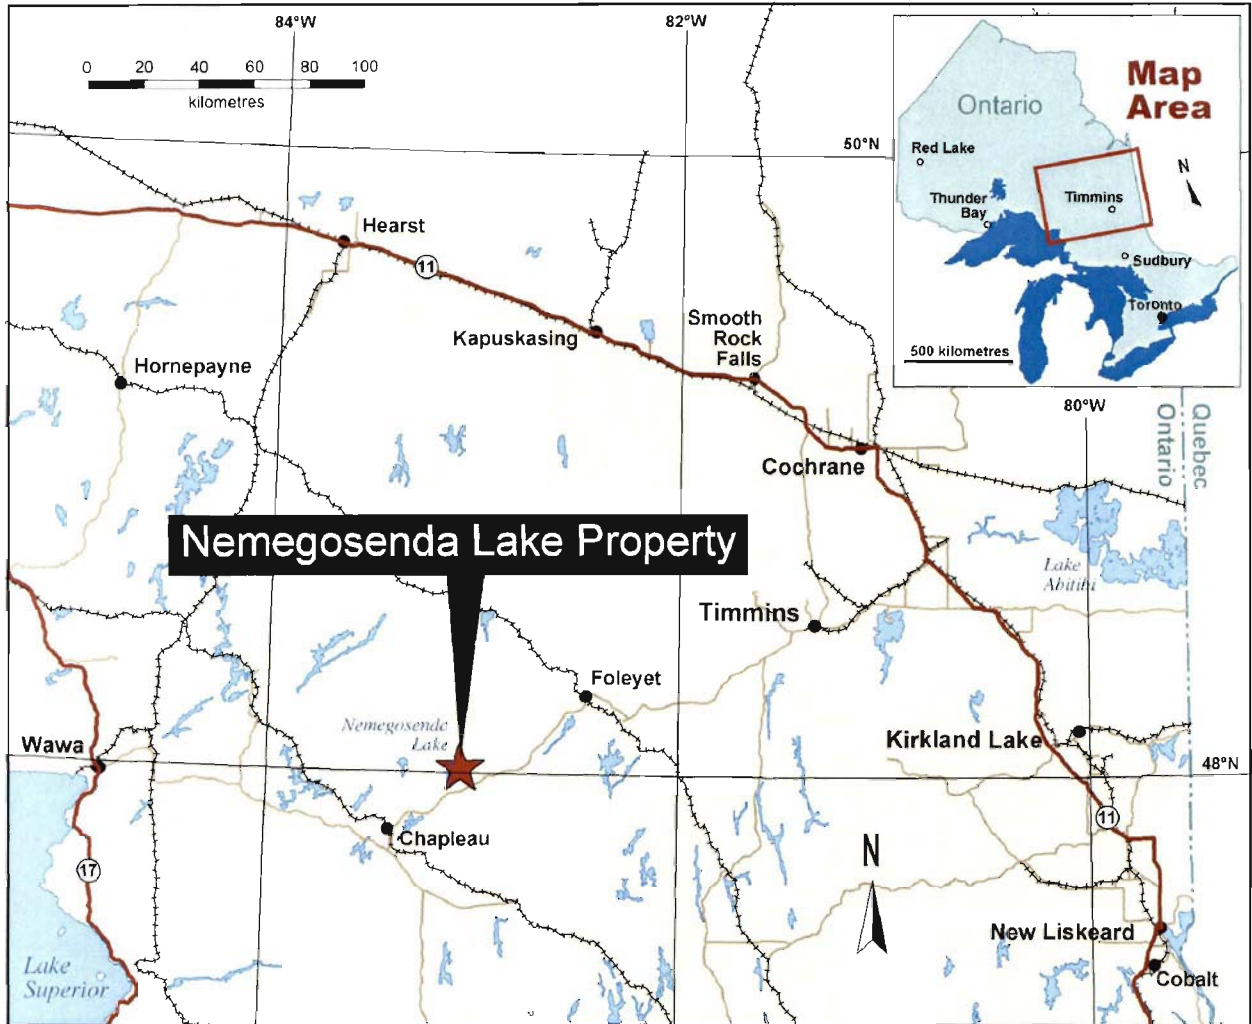 84°W
82°W
0 20 40 60 80 100
kilometres
Map
Area
Ontario
Red Lake
N
Thunder
Bay
Timmins
Sudbury
Toronto
500 kilometres
50°N
Hearst
11
Kapuskasing
Smooth
Rock
Falls
Hornepayne
80°W
Quebec
Ontario
Cochrane
Nemegosenda Lake Property
Lake
Abitibi
Timmins
Foleyet
Nemegosenda
Lake
Wawa
Kirkland Lake
48°N
11
Chapleau
17
N
New Liskeard
Lake
Superior
Cobalt